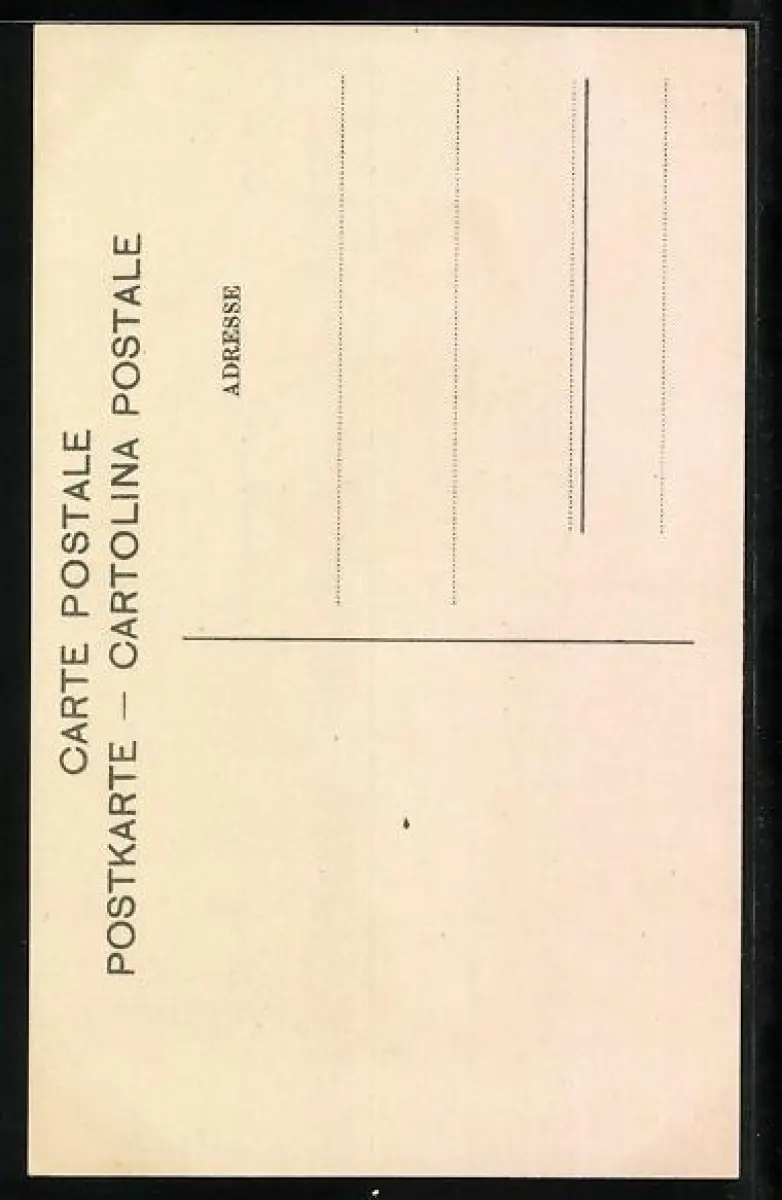 CARTE POSTALE
POSTKARTE — CARTOLINA POSTALE
ADRESSE